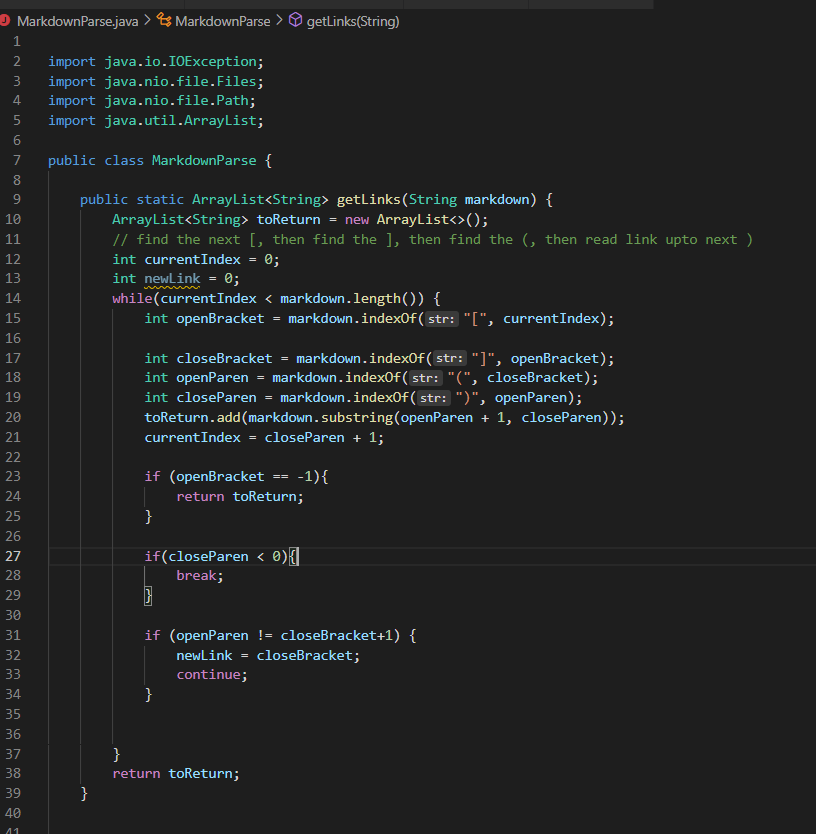 MarkdownParse.java > MarkdownParse > getLinks(String)
1
2 import java.io.IOException;
3 import java.nio.file.Files;
4 import java.nio.file.Path;
5 import java.util.ArrayList;
6
7 public class MarkdownParse {
8
9 public static ArrayList<String> getLinks(String markdown) {
10 ArrayList<String> toReturn = new ArrayList<>();
11 // find the next [, then find the ], then find the (, then read link upto next )
12 int currentIndex = 0;
13 int newLink = 0;
14 while(currentIndex < markdown.length()) {
15 int openBracket = markdown.indexOf(str: "[", currentIndex);
16
17 int closeBracket = markdown.indexOf(str: "]", openBracket);
18 int openParen = markdown.indexOf(str: "(", closeBracket);
19 int closeParen = markdown.indexOf(str: ")", openParen);
20 toReturn.add(markdown.substring(openParen + 1, closeParen));
21 currentIndex = closeParen + 1;
22
23 if (openBracket == -1){
24 return toReturn;
25 }
26
27 if(closeParen < 0){
28 break;
29 }
30
31 if (openParen != closeBracket+1) {
32 newLink = closeBracket;
33 continue;
34 }
35
36
37 }
38 return toReturn;
39 }
40
41